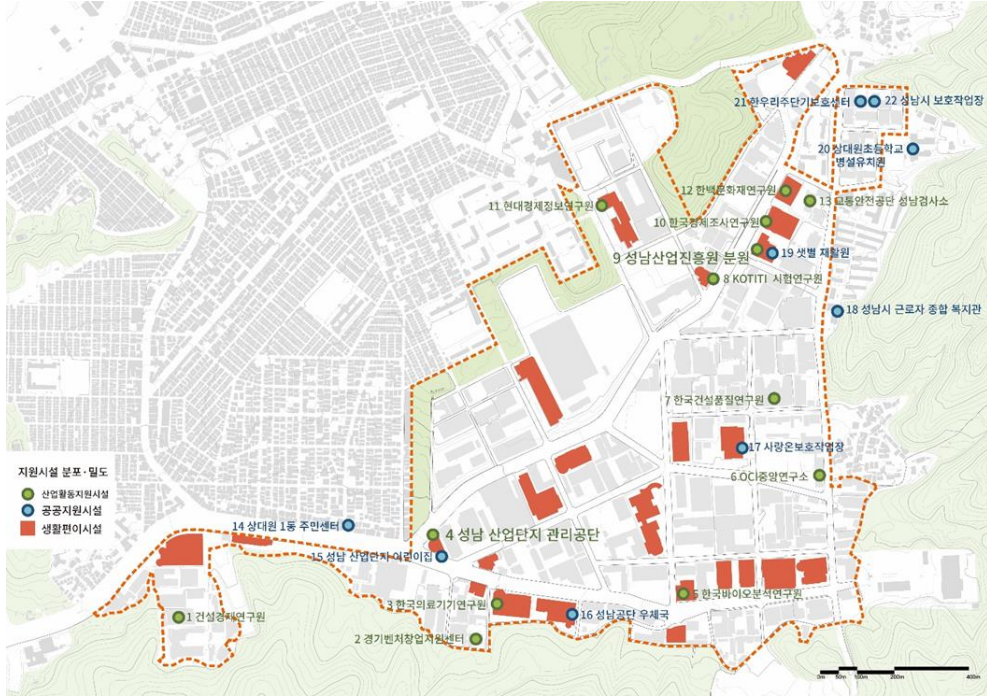 21 한우리주단기보호센터
22 성남시 보호작업장
20 상대원초등학교
병설유치원
12 한백문화재연구원
13 교통안전공단 성남검사소
11 현대경제정보연구원
10 한국경제조사연구원
9 성남산업진흥원 분원
19 샛별 재활원
8 KOTITI 시험연구원
18 성남시 근로자 종합 복지관
7 한국건설품질연구원
17 사랑온보호작업장
6 OCI중앙연구소
지원시설 분포·밀도
산업활동지원시설
공공지원시설
생활편이시설
14 상대원 1동 주민센터
4 성남 산업단지 관리공단
15 성남 산업단지 어린이집
5 한국바이오분석연구원
3 한국의료기기연구원
16 성남공단 우체국
1 건설경제연구원
2 경기벤처창업지원센터
0m 50m 100m 200m 400m